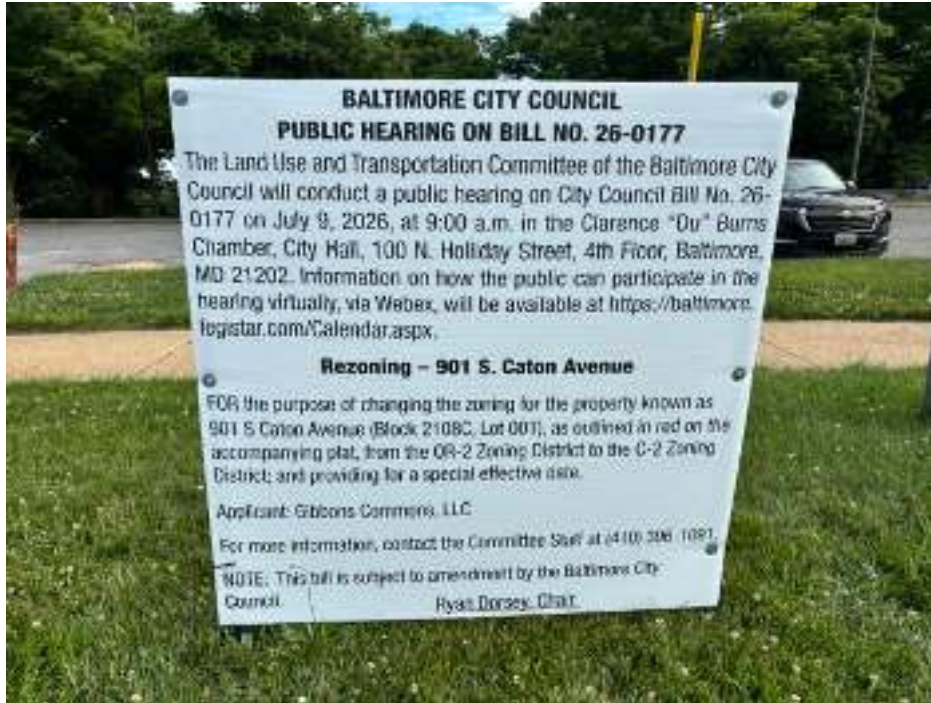 BALTIMORE CITY COUNCIL
PUBLIC HEARING ON BILL NO. 26-0177
The Land Use and Transportation Committee of the Baltimore City
Council will conduct a public hearing on City Council Bill No. 26-
0177 on July 9, 2026, at 9:00 a.m. in the Clarence "Du" Burns
Chamber, City Hall, 100 N. Holliday Street, 4th Floor, Baltimore,
MD 21202. Information on how the public can participate in the
hearing virtually, via Webex, will be available at https://baltimore.
legistar.com/Calendar.aspx.
Rezoning – 901 S. Caton Avenue
FOR the purpose of changing the zoning for the property known as
901 S Caton Avenue (Block 2108C, Lot 001), as outlined in red on the
accompanying plat, from the OR-2 Zoning District to the C-2 Zoning
District; and providing for a special effective date.
Applicant: Gibbons Commons, LLC
For more information, contact the Committee Staff at (410) 396-1091.
NOTE: This bill is subject to amendment by the Baltimore City
Council.
Ryan Dorsey, Chair